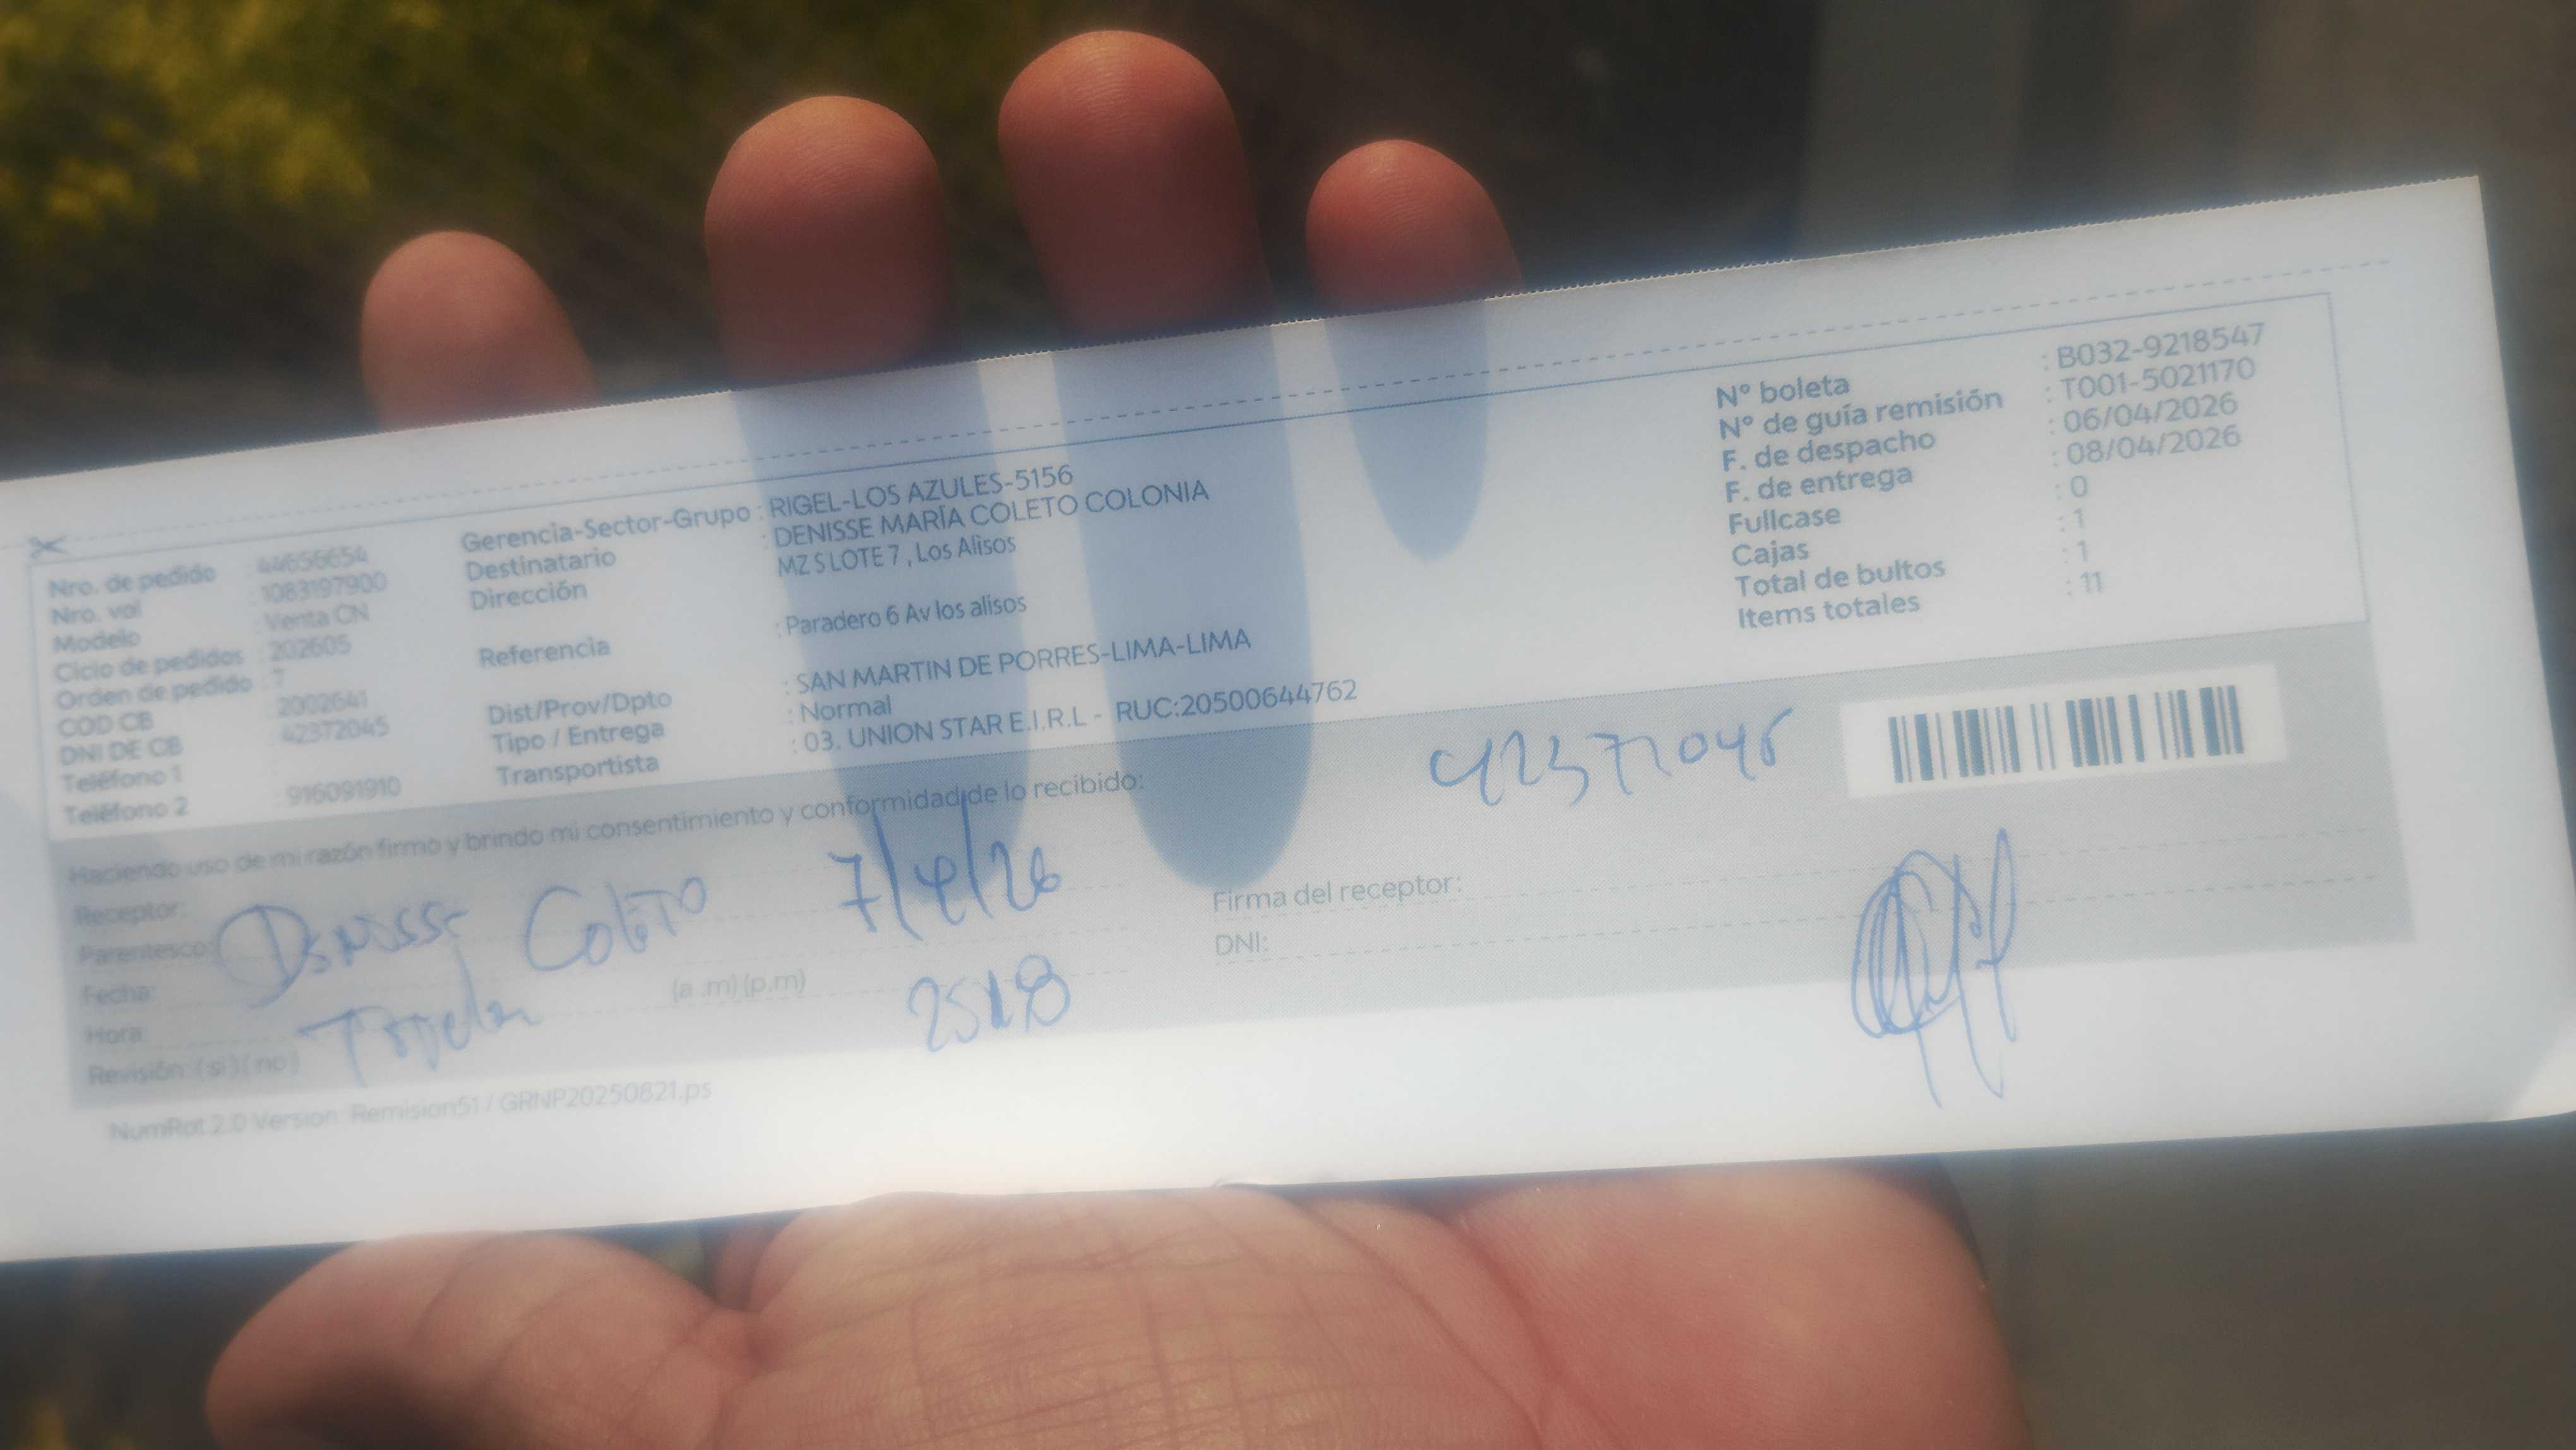 Nro. de pedido : 44656654
Nro. vol : 1083197900
Modelo : Venta CN
Ciclo de pedidos : 202605
Orden de pedido : 7
COD CB : 2002641
DNI DE CB : 42372045
Teléfono 1 :
Teléfono 2 : 916091910
Gerencia-Sector-Grupo : RIGEL-LOS AZULES-5156
Destinatario : DENISSE MARÍA COLETO COLONIA
Dirección MZ S LOTE 7 , Los Alisos
Referencia : Paradero 6 Av los alisos
Dist/Prov/Dpto : SAN MARTIN DE PORRES-LIMA-LIMA
Tipo / Entrega : Normal
Transportista : 03. UNION STAR E.I.R.L - RUC:20500644762
Nº boleta : B032-9218547
Nº de guía remisión : T001-5021170
F. de despacho : 06/04/2026
F. de entrega : 08/04/2026
Fullcase : 0
Cajas : 1
Total de bultos : 1
Items totales : 11
Haciendo uso de mi razón firmo y brindo mi consentimiento y conformidad de lo recibido:
42372045
Receptor:
Parentesco:
Denisse Coleto 7/4/26
Fecha:
Hora: (a .m) (p.m)
Revisión: ( si ) ( no )
2518
Firma del receptor:
DNI:
NumRot 2.0 Version: Remision51 / GRNP20250821.ps